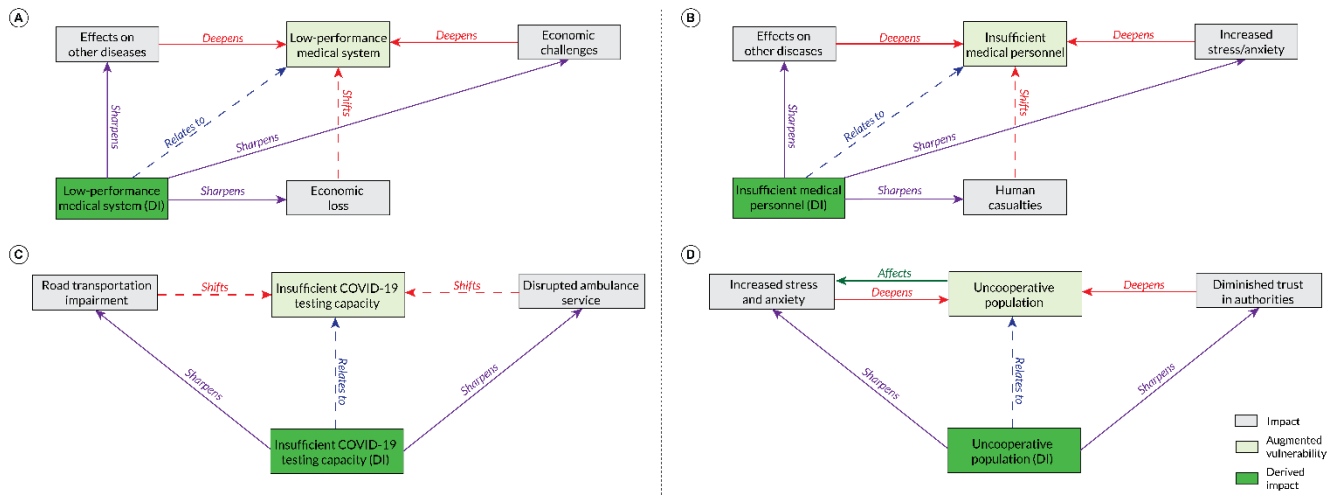 A
Effects on
other diseases
Deepens
Low-performance
medical system
Deepens
Economic
challenges
Sharpens
Relates to
Shifts
Sharpens
Low-performance
medical system (DI)
Sharpens
Economic
loss
B
Effects on
other diseases
Deepens
Insufficient
medical personnel
Deepens
Increased
stress/anxiety
Sharpens
Relates to
Shifts
Sharpens
Insufficient medical
personnel (DI)
Sharpens
Human
casualties
C
Road transportation
impairment
Shifts
Insufficient COVID-19
testing capacity
Shifts
Disrupted ambulance
service
Sharpens
Relates to
Sharpens
Insufficient COVID-19
testing capacity (DI)
D
Increased stress
and anxiety
Affects
Deepens
Uncooperative
population
Deepens
Diminished trust
in authorities
Sharpens
Relates to
Sharpens
Uncooperative
population (DI)
Impact
Augmented
vulnerability
Derived
impact